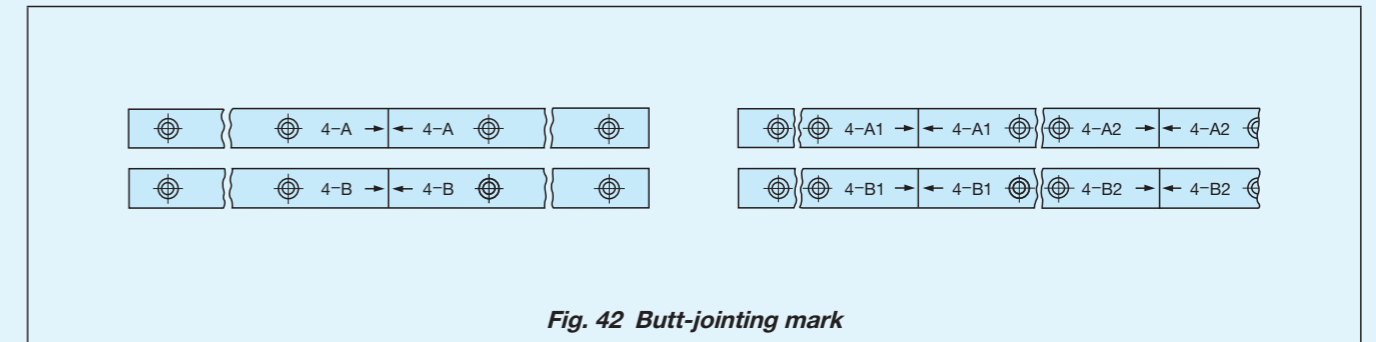 4-A → ← 4-A
4-A1 → ← 4-A1 4-A2 → ← 4-A2
4-B → ← 4-B
4-B1 → ← 4-B1 4-B2 → ← 4-B2
Fig. 42 Butt-jointing mark